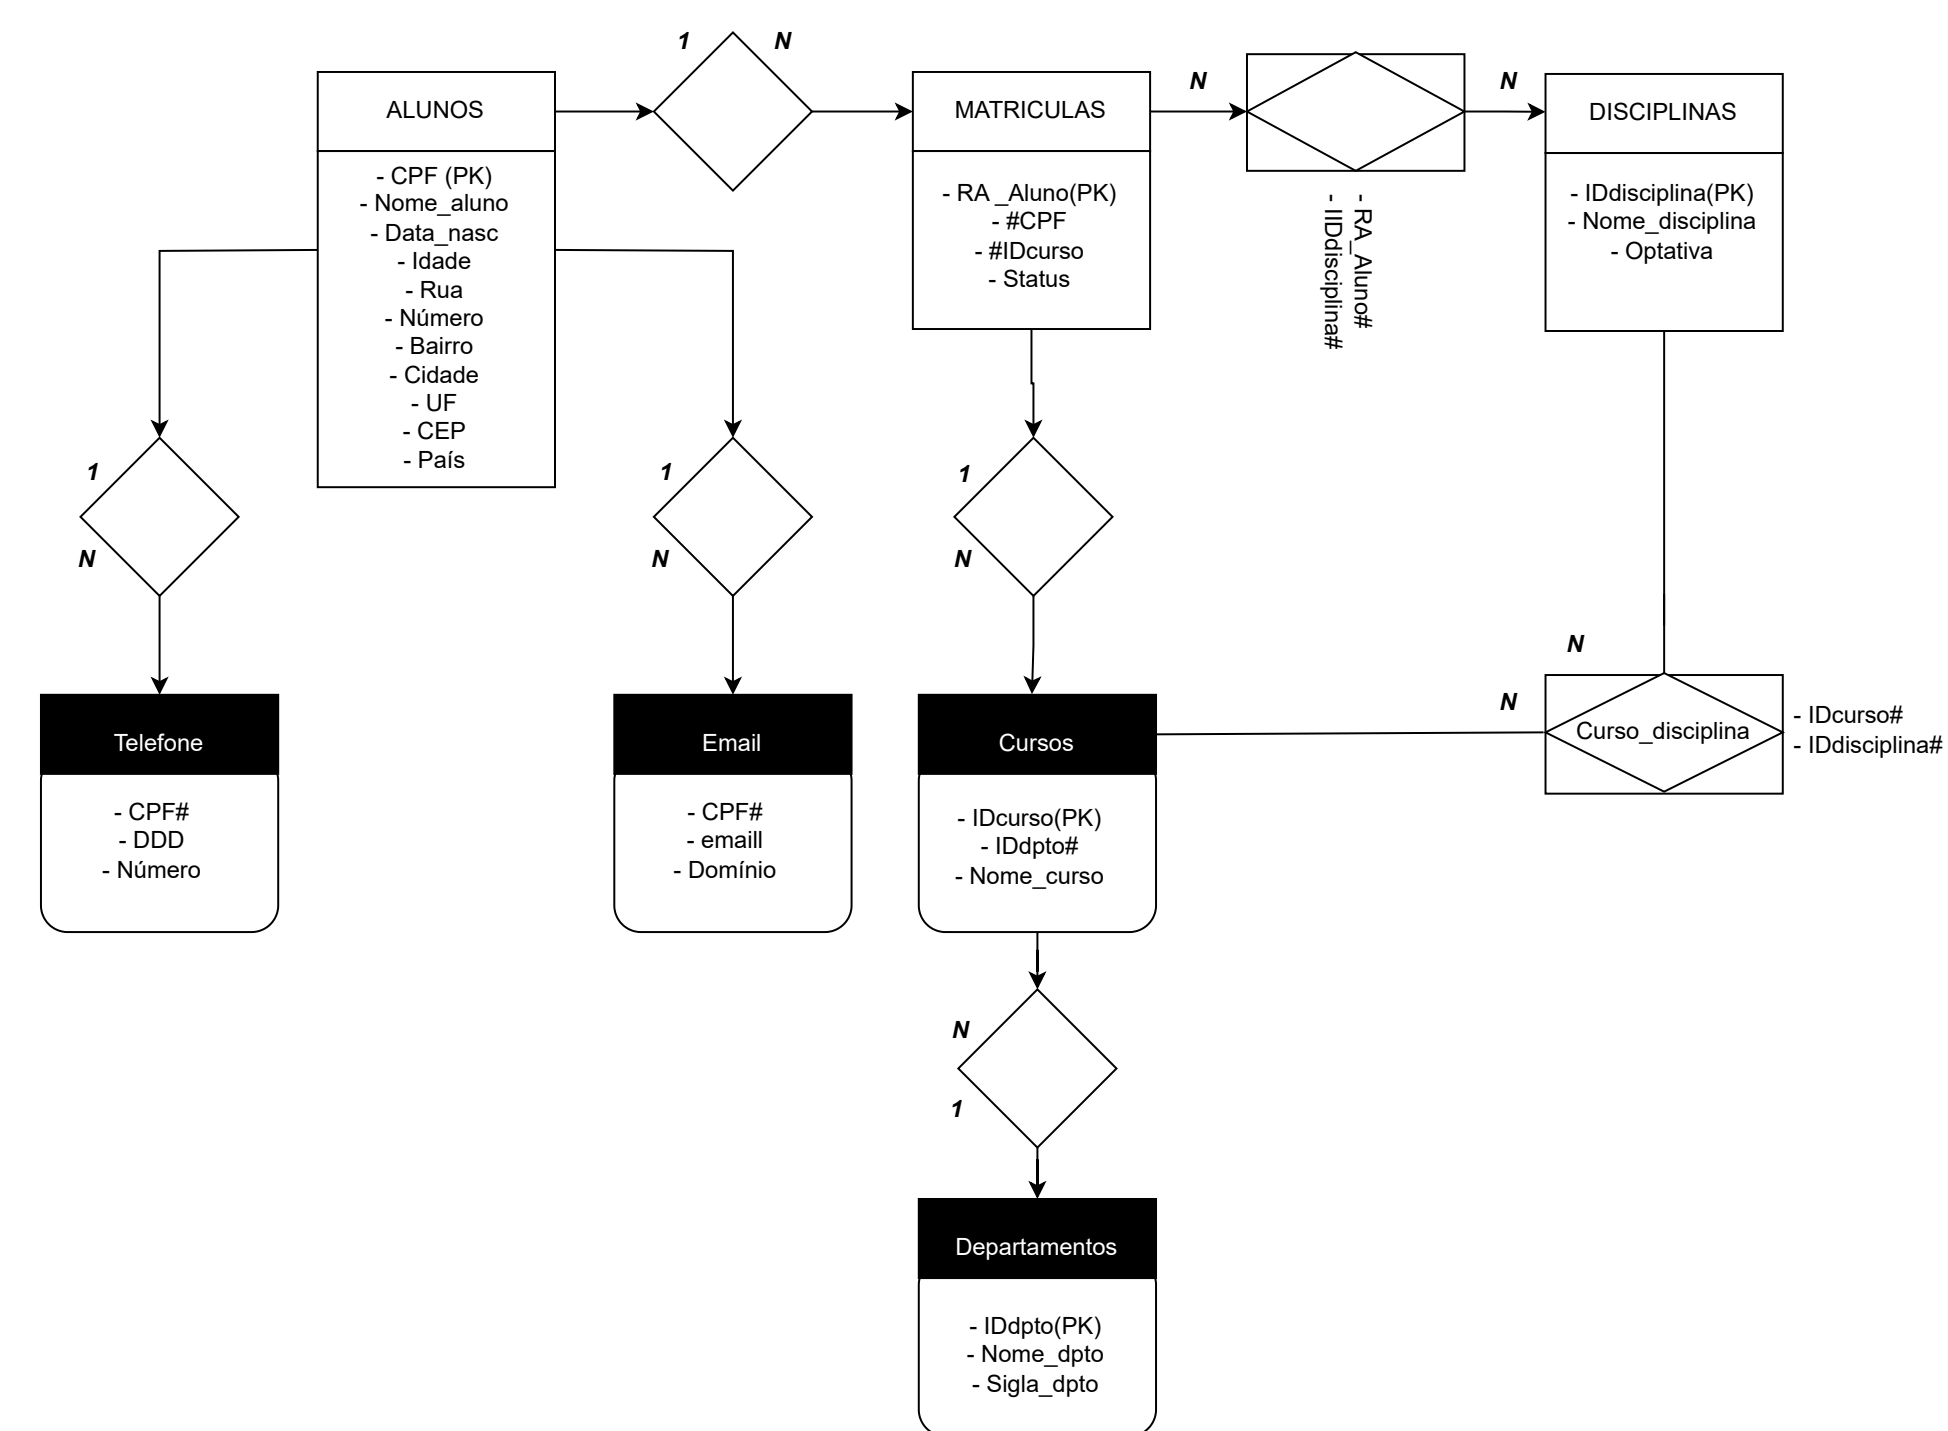 1
N
ALUNOS
- CPF (PK)
- Nome_aluno
- Data_nasc
- Idade
- Rua
- Número
- Bairro
- Cidade
- UF
- CEP
- País
MATRICULAS
- RA _Aluno(PK)
- #CPF
- #IDcurso
- Status
N
N
- RA_Aluno#
- IIDdisciplina#
DISCIPLINAS
- IDdisciplina(PK)
- Nome_disciplina
- Optativa
1
N
1
N
1
N
N
N
Curso_disciplina
- IDcurso#
- IDdisciplina#
Telefone
- CPF#
- DDD
- Número
Email
- CPF#
- emaill
- Domínio
Cursos
- IDcurso(PK)
- IDdpto#
- Nome_curso
N
1
Departamentos
- IDdpto(PK)
- Nome_dpto
- Sigla_dpto